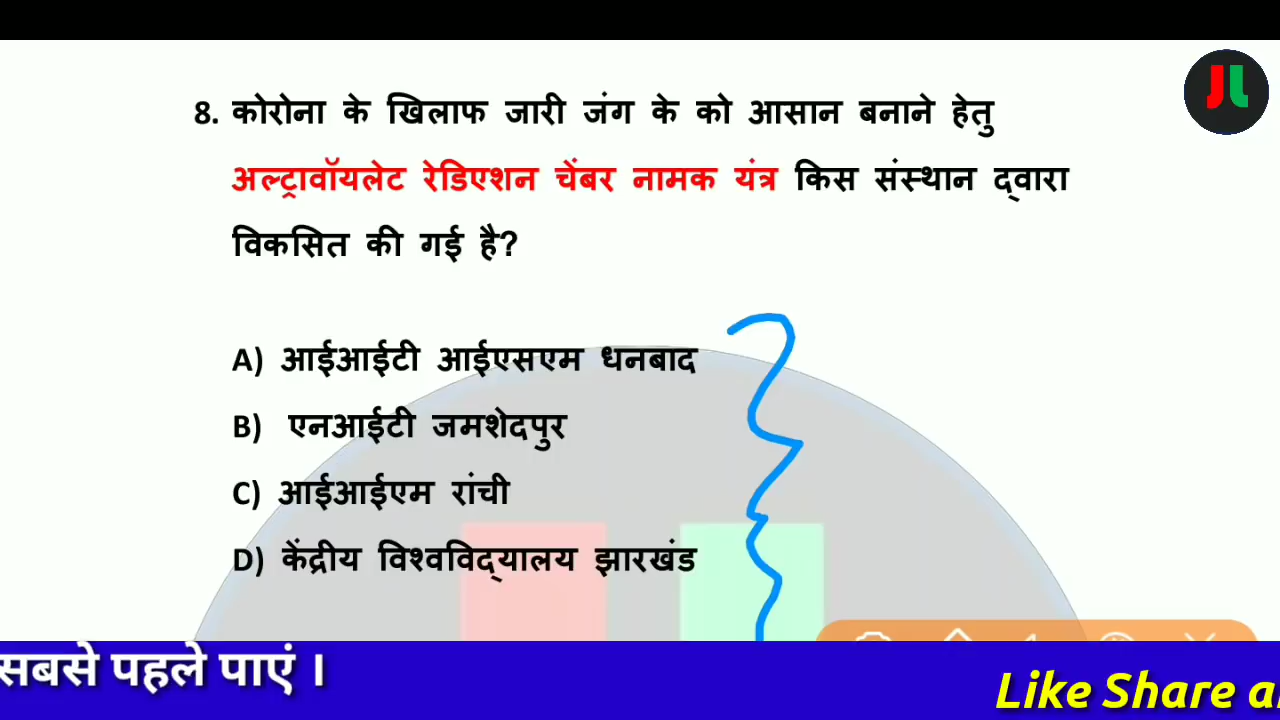 8. कोरोना के खिलाफ जारी जंग के को आसान बनाने हेतु
अल्ट्रावॉयलेट रेडिएशन चेंबर नामक यंत्र किस संस्थान द्वारा
विकसित की गई है?
A) आईआईटी आईएसएम धनबाद
B) एनआईटी जमशेदपुर
C) आईआईएम रांची
D) केंद्रीय विश्वविद्यालय झारखंड
सबसे पहले पाएं ।
Like Share a